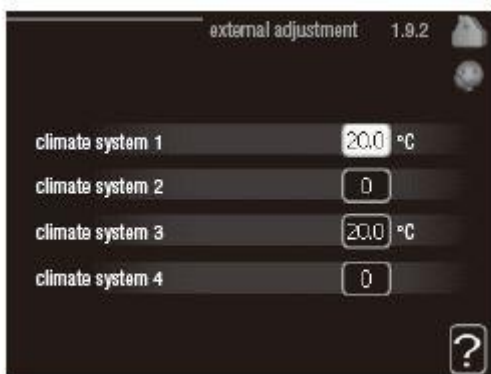 external adjustment 1.9.2
climate system 1 20.0 °C
climate system 2 0
climate system 3 20.0 °C
climate system 4 0
?